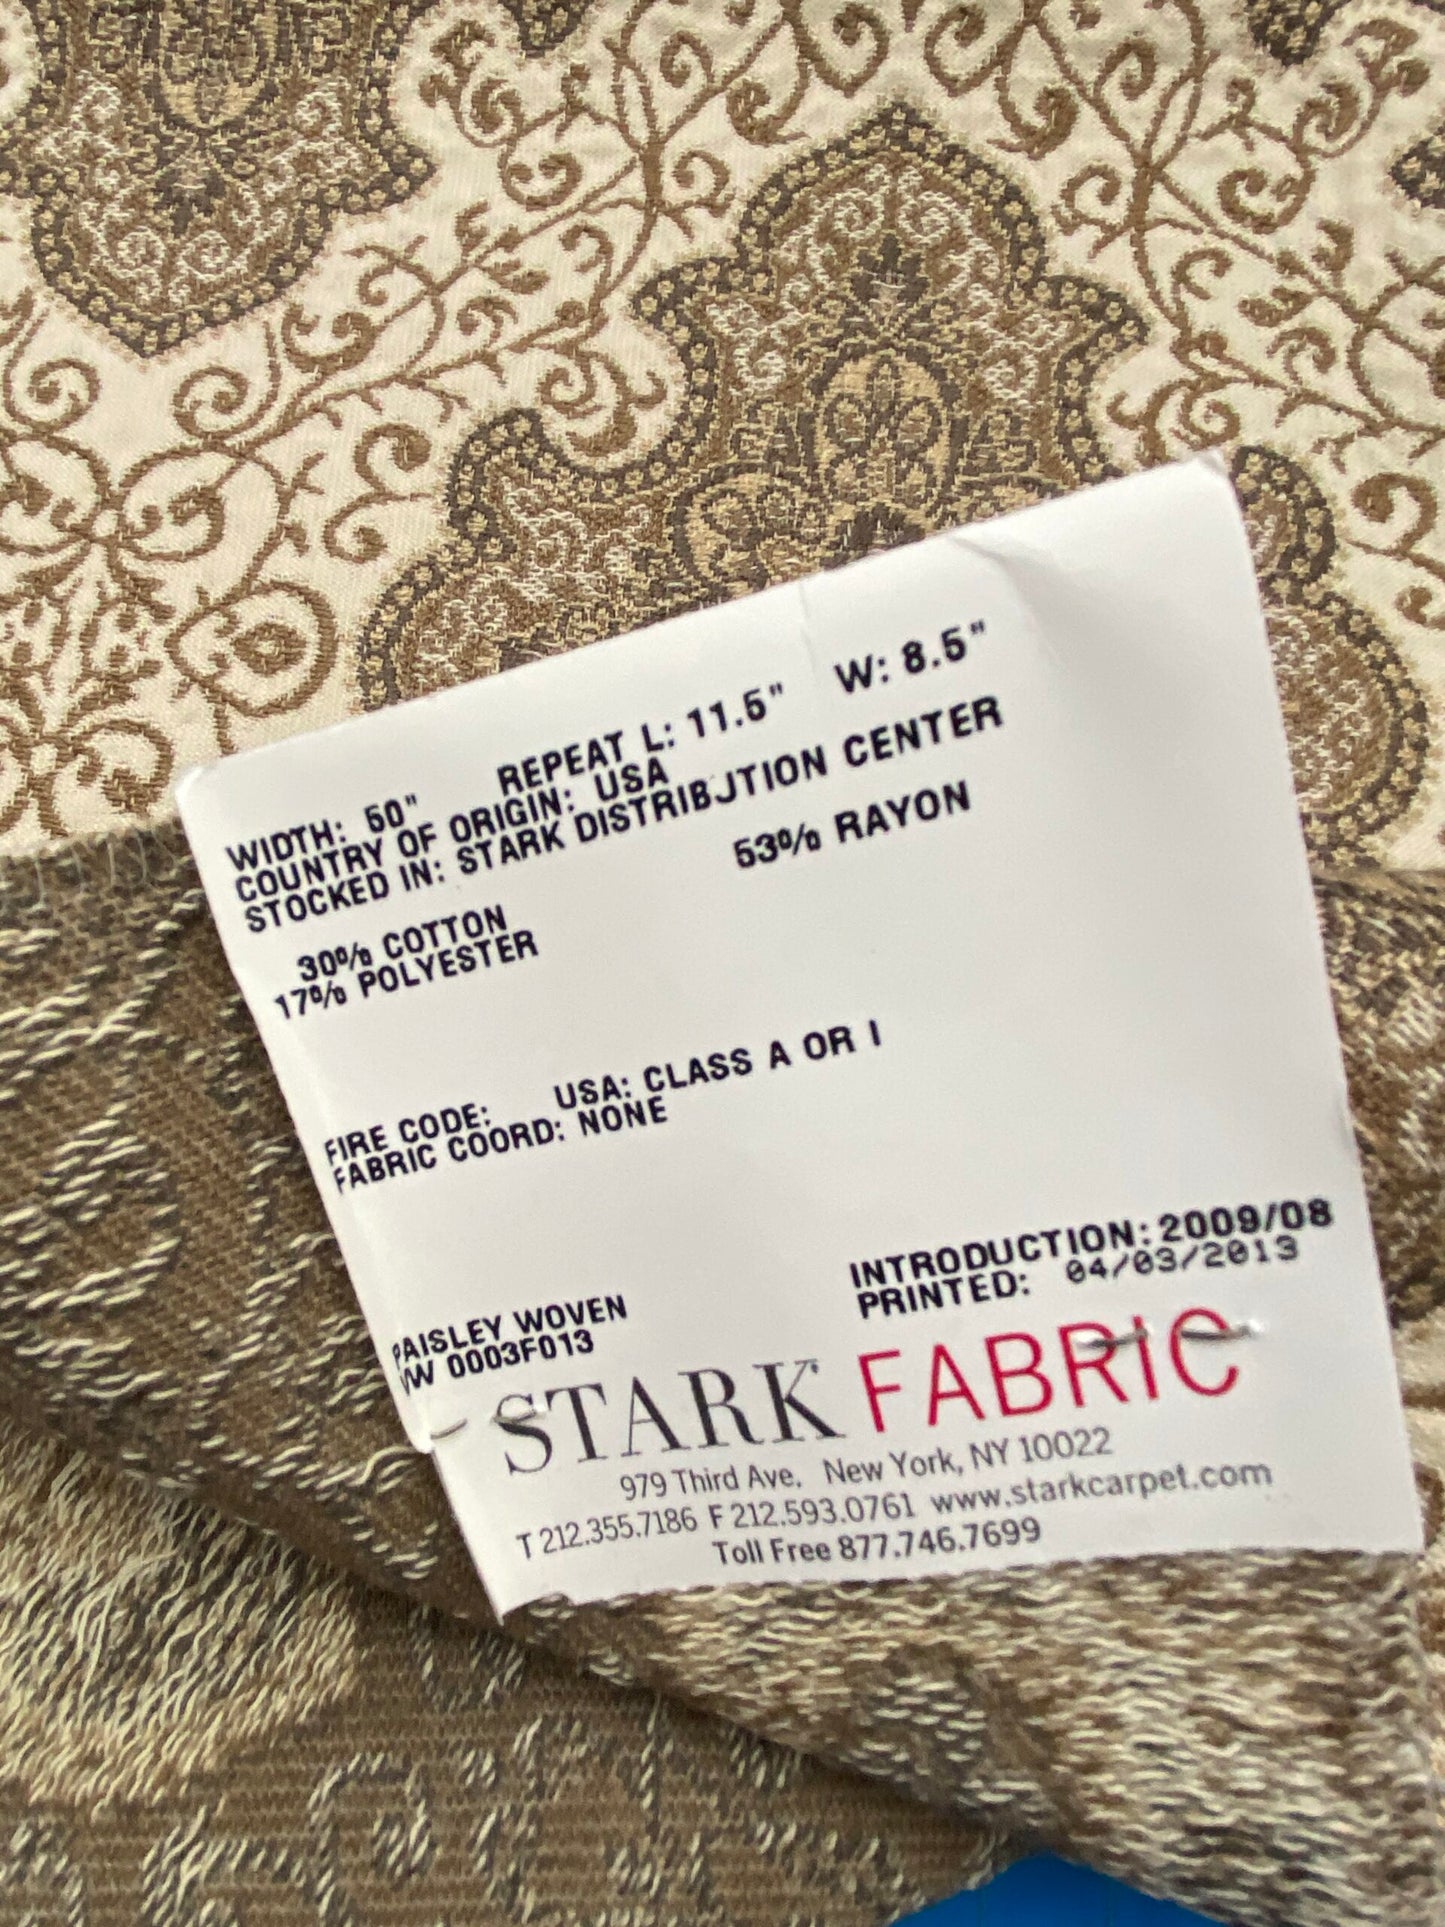 WIDTH: 50" REPEAT L: 11.5" W: 8.5"
COUNTRY OF ORIGIN: USA
STOCKED IN: STARK DISTRIBUTION CENTER
53% RAYON
30% COTTON
17% POLYESTER
FIRE CODE: USA: CLASS A OR I
FABRIC COORD: NONE
INTRODUCTION: 2009/08
PRINTED: 04/03/2013
PAISLEY WOVEN
VW 0003F013
STARK FABRIC
979 Third Ave. New York, NY 10022
T 212.355.7186 F 212.593.0761 www.starkcarpet.com
Toll Free 877.746.7699